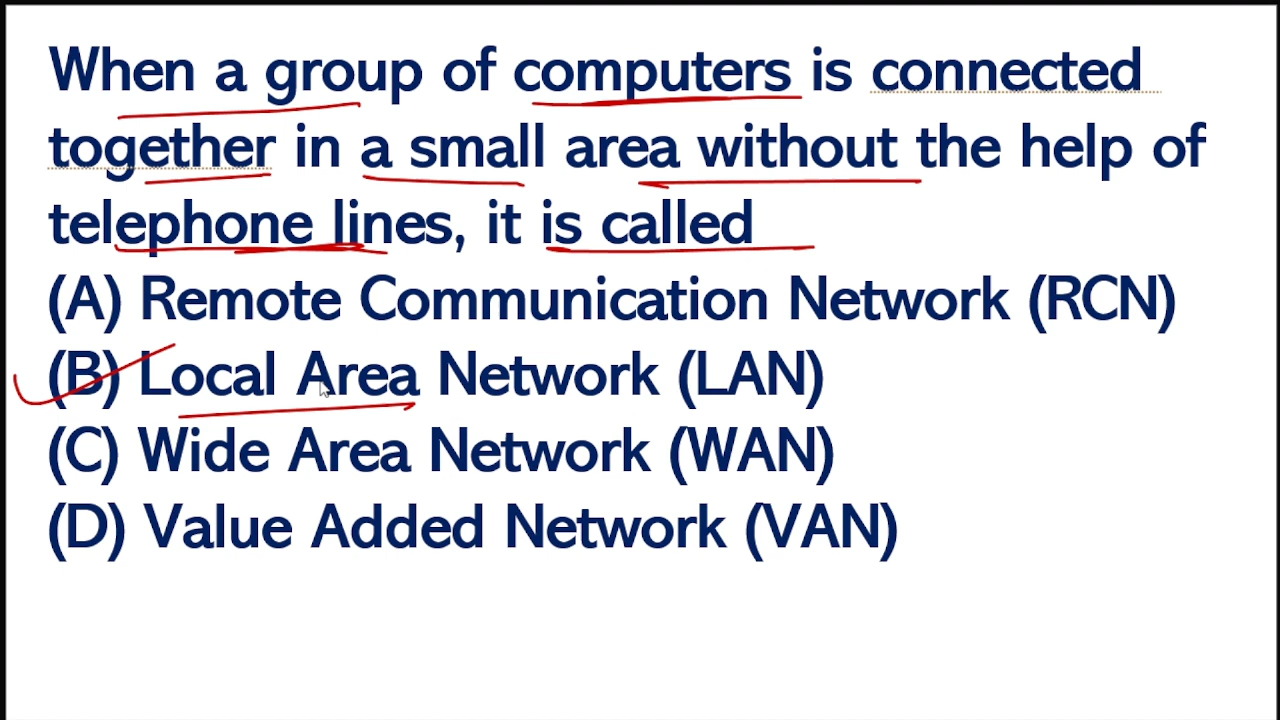 When a group of computers is connected
together in a small area without the help of
telephone lines, it is called
(A) Remote Communication Network (RCN)
(B) Local Area Network (LAN)
(C) Wide Area Network (WAN)
(D) Value Added Network (VAN)